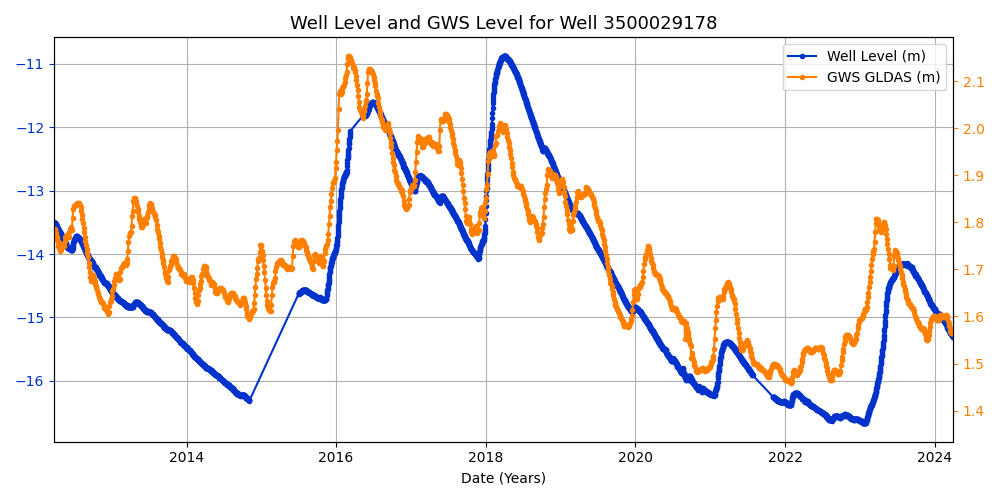 Well Level and GWS Level for Well 3500029178
Well Level (m)
GWS GLDAS (m)
−11
−12
−13
−14
−15
−16
2.1
2.0
1.9
1.8
1.7
1.6
1.5
1.4
2014 2016 2018 2020 2022 2024
Date (Years)